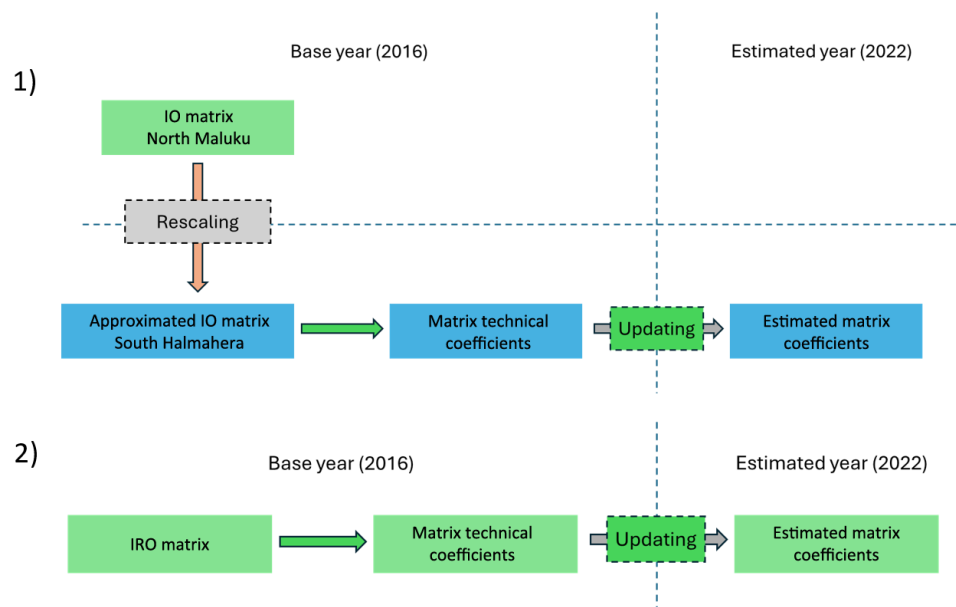 Base year (2016)
Estimated year (2022)
1)
IO matrix
North Maluku
Rescaling
Approximated IO matrix
South Halmahera
Matrix technical
coefficients
Updating
Estimated matrix
coefficients
2)
Base year (2016)
Estimated year (2022)
IRO matrix
Matrix technical
coefficients
Updating
Estimated matrix
coefficients